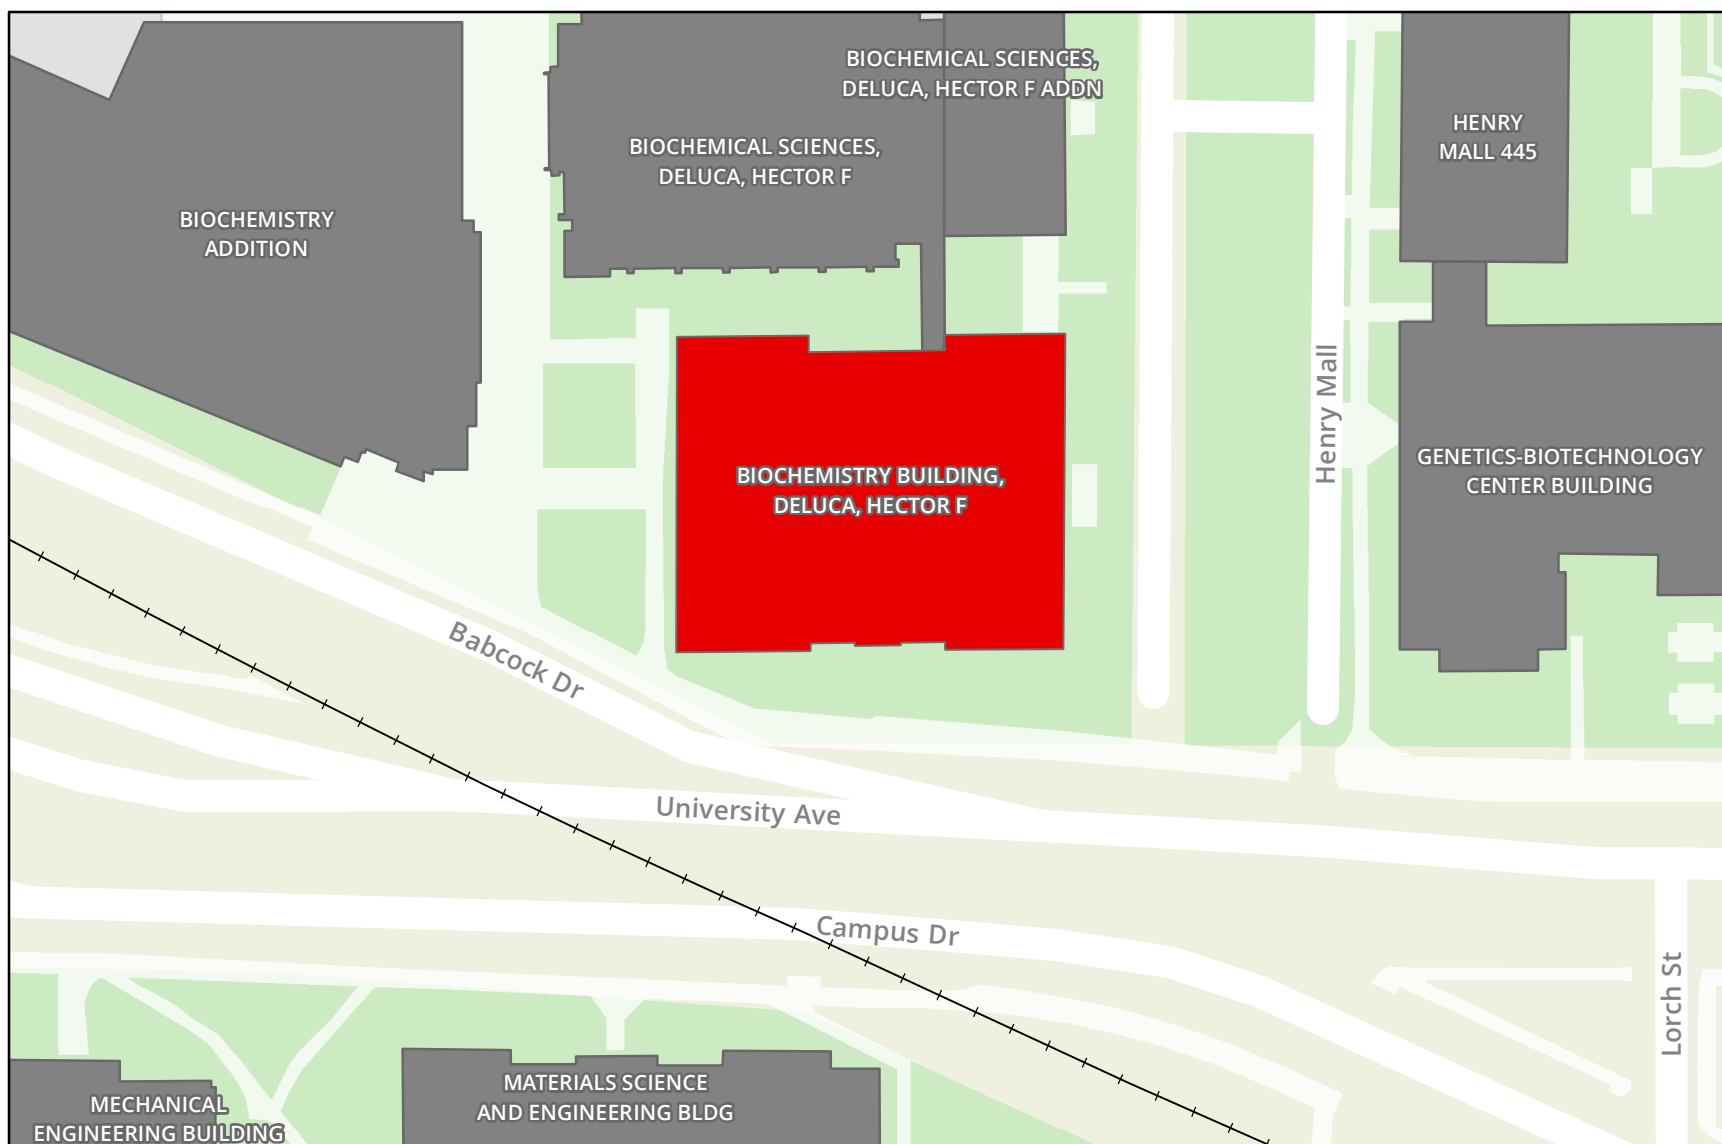 BIOCHEMICAL SCIENCES,
DELUCA, HECTOR F ADDN
HENRY
MALL 445
BIOCHEMICAL SCIENCES,
DELUCA, HECTOR F
BIOCHEMISTRY
ADDITION
Henry Mall
BIOCHEMISTRY BUILDING,
DELUCA, HECTOR F
GENETICS-BIOTECHNOLOGY
CENTER BUILDING
Babcock Dr
University Ave
Campus Dr
Lorch St
MATERIALS SCIENCE
AND ENGINEERING BLDG
MECHANICAL
ENGINEERING BUILDING